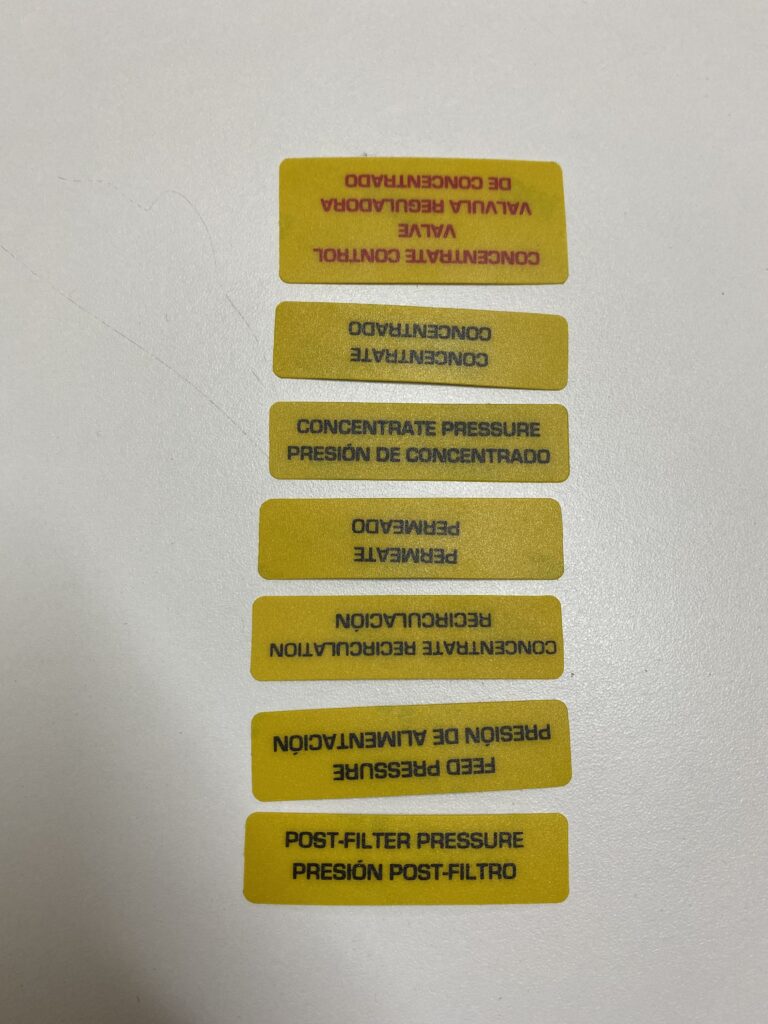 CONCENTRATE CONTROL
VALVE
VALVULA REGULADORA
DE CONCENTRADO
CONCENTRATE
CONCENTRADO
CONCENTRATE PRESSURE
PRESIÓN DE CONCENTRADO
PERMEATE
PERMEADO
CONCENTRATE RECIRCULATION
RECIRCULACIÓN
FEED PRESSURE
PRESIÓN DE ALIMENTACIÓN
POST-FILTER PRESSURE
PRESIÓN POST-FILTRO